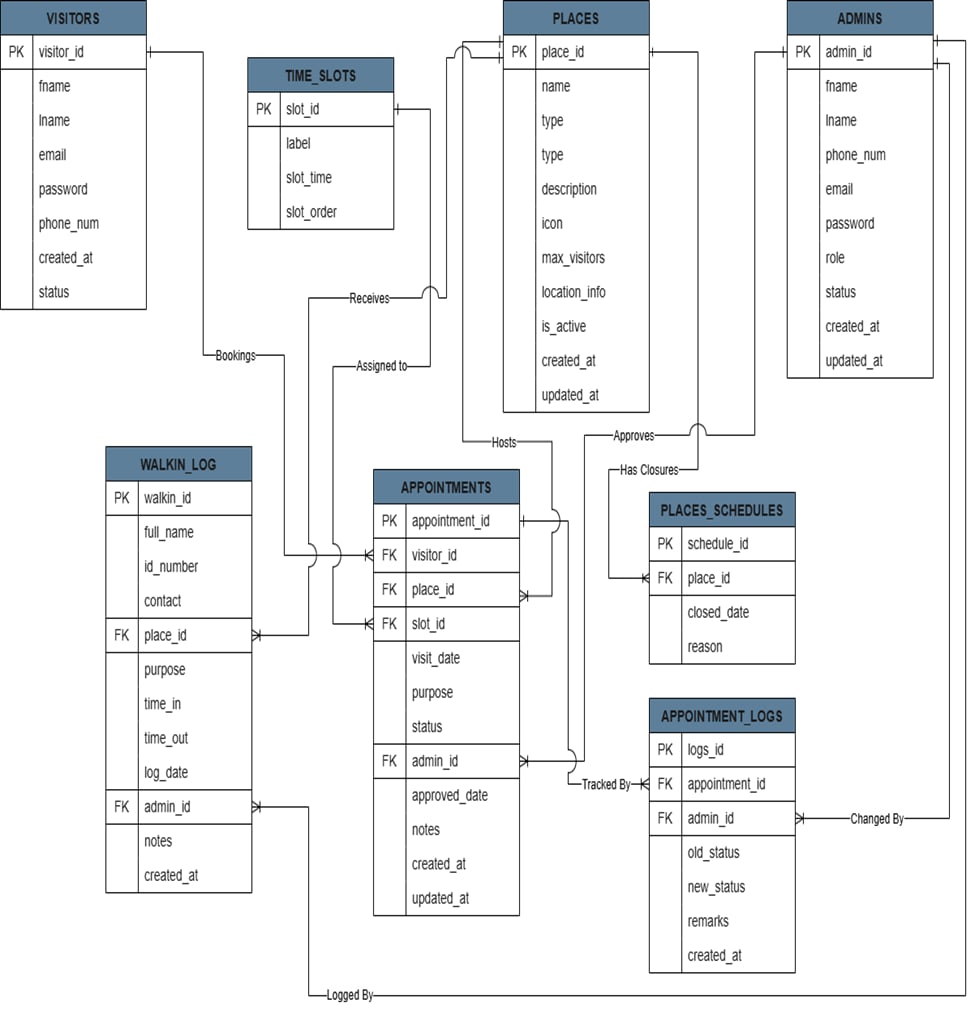 VISITORS
PK visitor_id
fname
lname
email
password
phone_num
created_at
status
TIME_SLOTS
PK slot_id
label
slot_time
slot_order
PLACES
PK place_id
name
type
type
description
icon
max_visitors
location_info
is_active
created_at
updated_at
ADMINS
PK admin_id
fname
lname
phone_num
email
password
role
status
created_at
updated_at
Receives
Bookings
Assigned to
Hosts
Approves
Has Closures
WALKIN_LOG
PK walkin_id
full_name
id_number
contact
FK place_id
purpose
time_in
time_out
log_date
FK admin_id
notes
created_at
APPOINTMENTS
PK appointment_id
FK visitor_id
FK place_id
FK slot_id
visit_date
purpose
status
FK admin_id
approved_date
notes
created_at
updated_at
PLACES_SCHEDULES
PK schedule_id
FK place_id
closed_date
reason
APPOINTMENT_LOGS
PK logs_id
FK appointment_id
FK admin_id
old_status
new_status
remarks
created_at
Tracked By
Changed By
Logged By